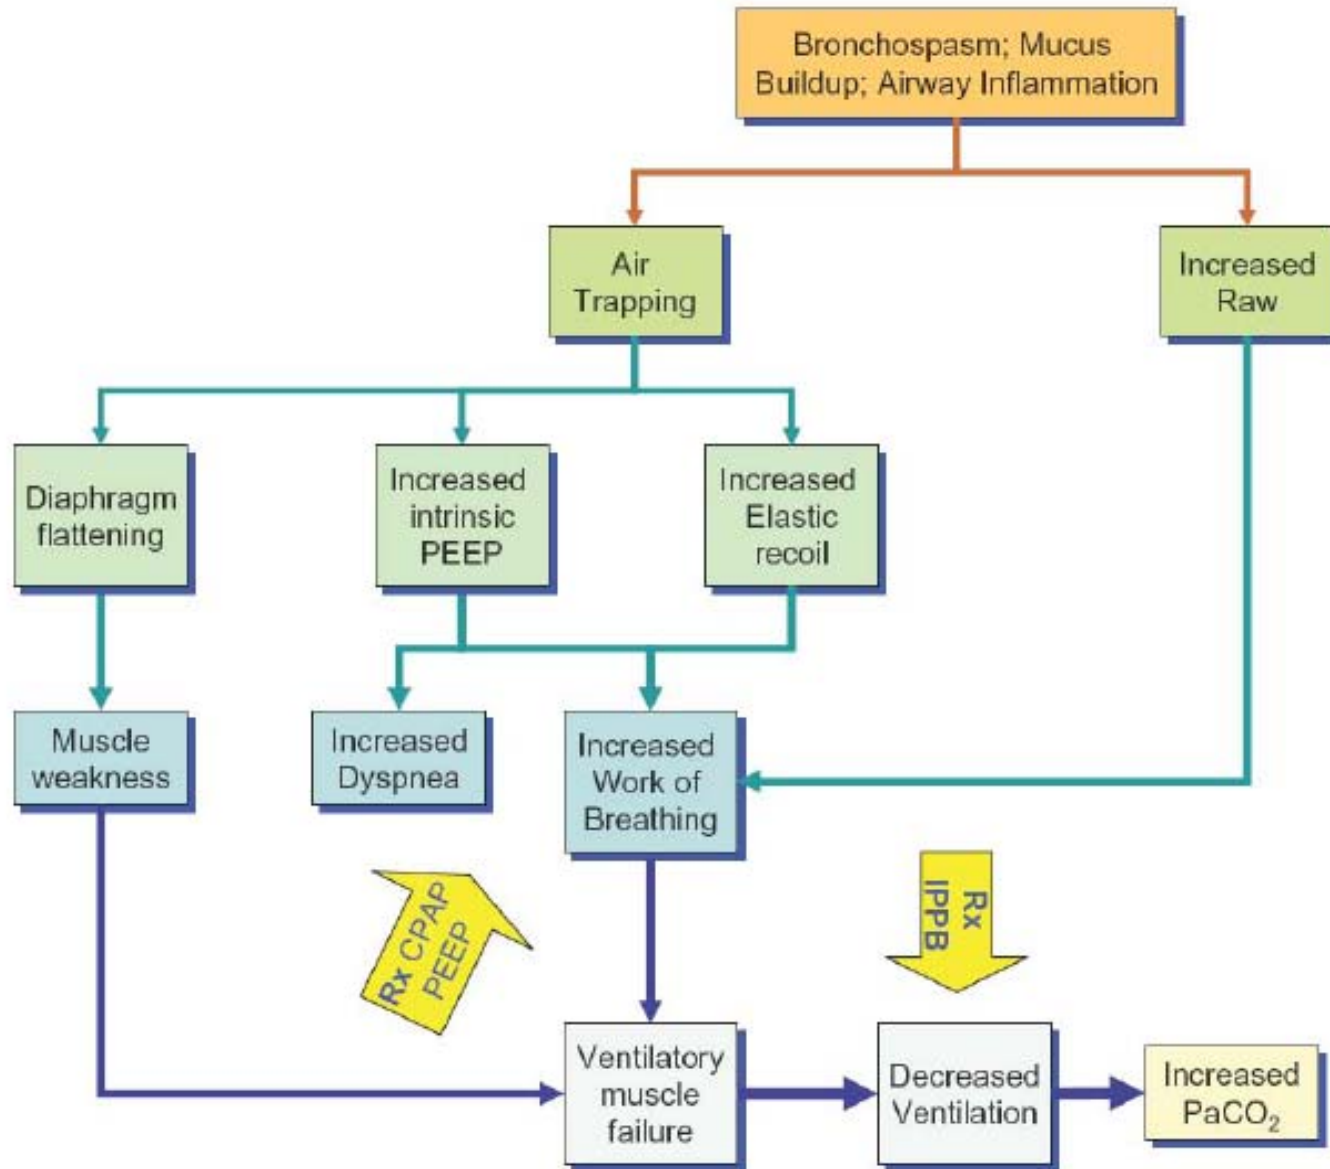 Bronchospasm; Mucus
Buildup; Airway Inflammation
Air
Trapping
Increased
Raw
Diaphragm
flattening
Increased
intrinsic
PEEP
Increased
Elastic
recoil
Muscle
weakness
Increased
Dyspnea
Increased
Work of
Breathing
Rx CPAP
PEEP
Rx
IPPB
Ventilatory
muscle
failure
Decreased
Ventilation
Increased
PaCO₂